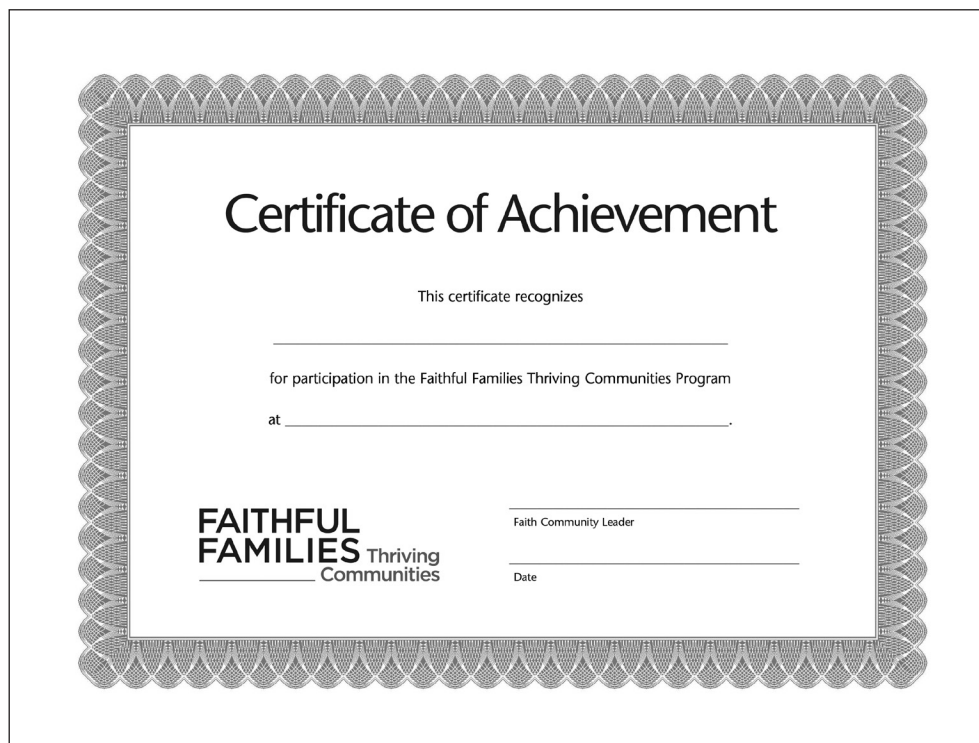 Certificate of Achievement
This certificate recognizes
for participation in the Faithful Families Thriving Communities Program
at .
FAITHFUL
FAMILIES Thriving
Communities
Faith Community Leader
Date